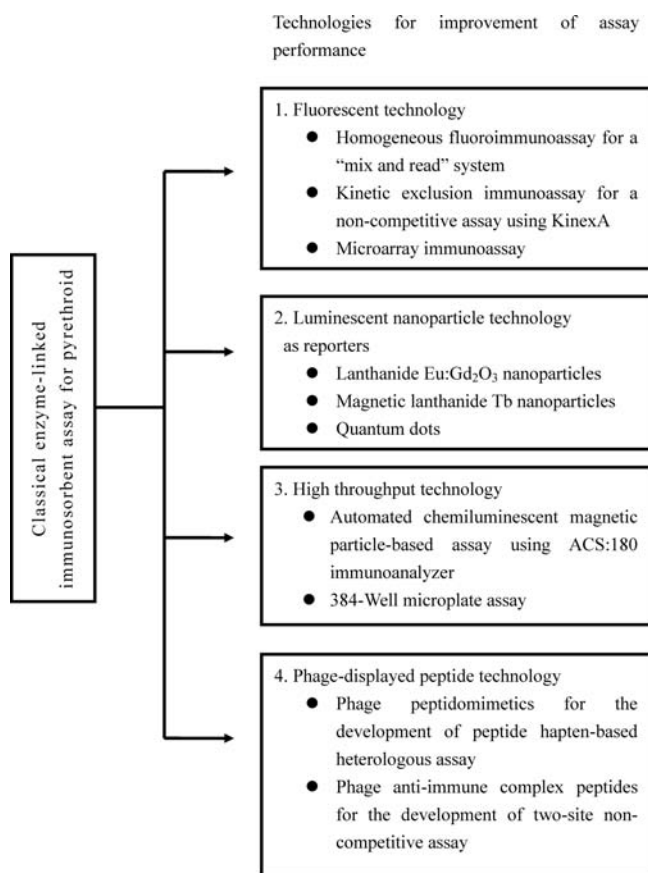 Technologies for improvement of assay
performance
1. Fluorescent technology
● Homogeneous fluoroimmunoassay for a
“mix and read” system
● Kinetic exclusion immunoassay for a
non-competitive assay using KinexA
● Microarray immunoassay
Classical enzyme-linked
immunosorbent assay for pyrethroid
2. Luminescent nanoparticle technology
as reporters
● Lanthanide Eu:Gd₂O₃ nanoparticles
● Magnetic lanthanide Tb nanoparticles
● Quantum dots
3. High throughput technology
● Automated chemiluminescent magnetic
particle-based assay using ACS:180
immunoanalyzer
● 384-Well microplate assay
4. Phage-displayed peptide technology
● Phage peptidomimetics for the
development of peptide hapten-based
heterologous assay
● Phage anti-immune complex peptides
for the development of two-site non-
competitive assay